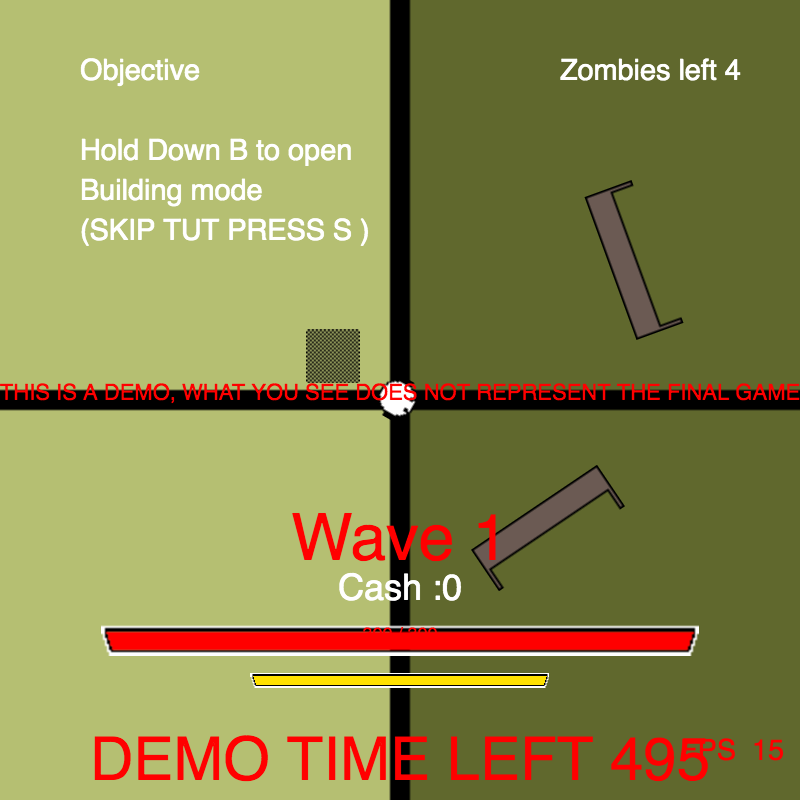 Objective
Zombies left 4
Hold Down B to open
Building mode
(SKIP TUT PRESS S )
THIS IS A DEMO, WHAT YOU SEE DOES NOT REPRESENT THE FINAL GAME
Wave 1
Cash :0
DEMO TIME LEFT 495
FPS 15